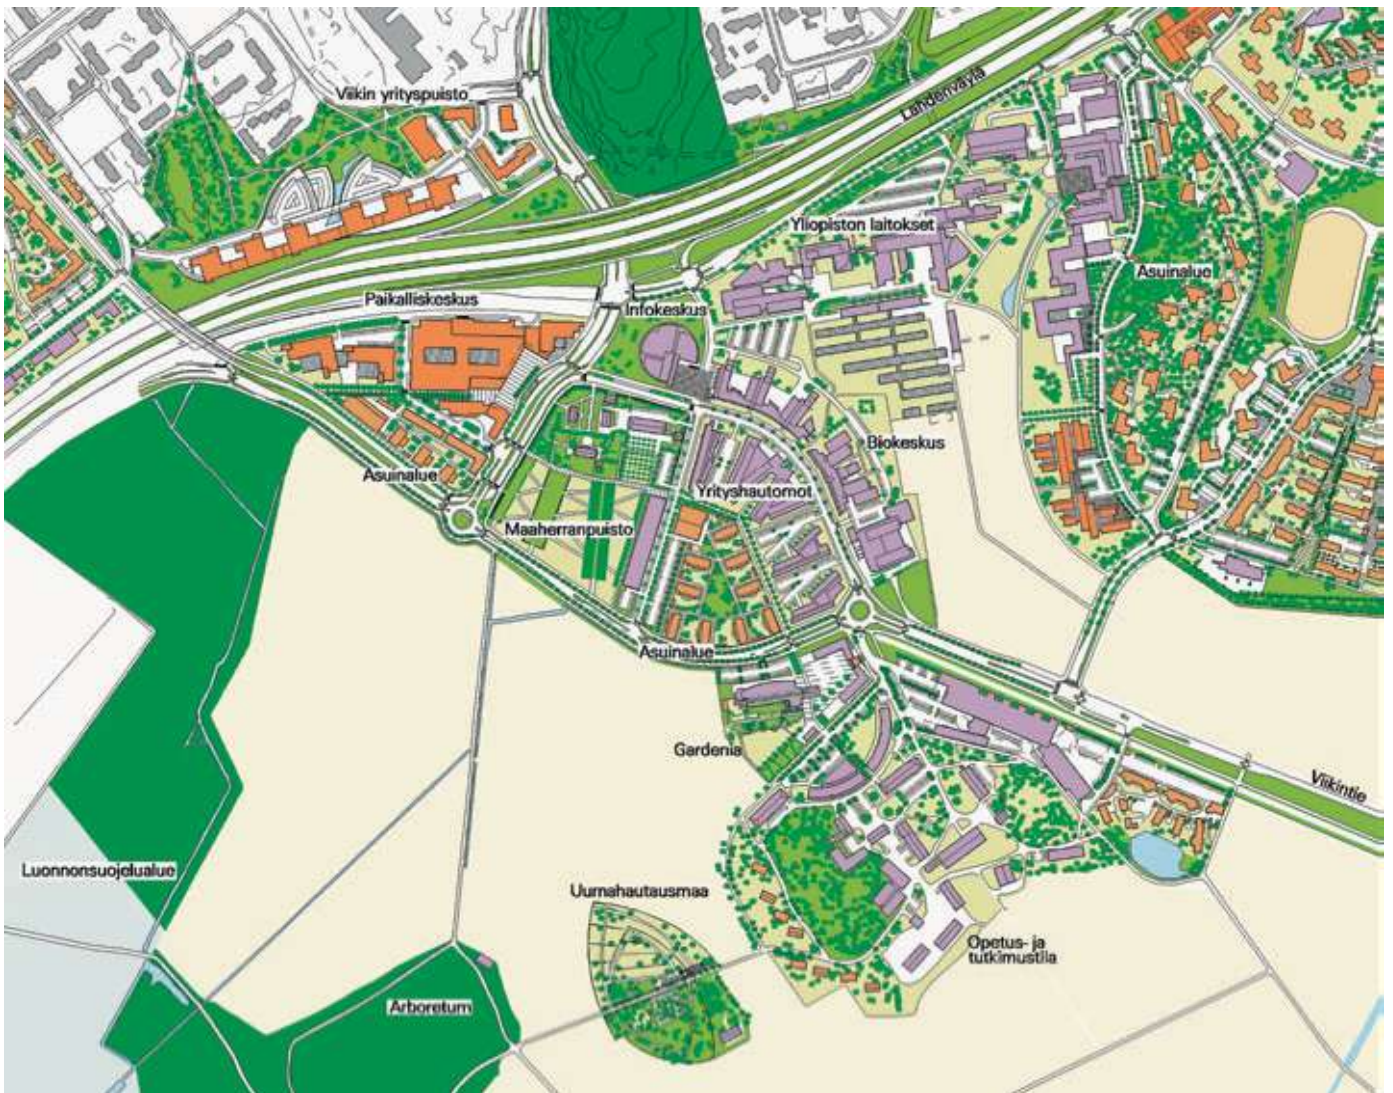 Viikin yrityspuisto
Lahdenväylä
Yliopiston laitokset
Asuinalue
Paikalliskeskus
Infokeskus
Biokeskus
Asuinalue
Yrityshautomot
Maaherranpuisto
Asuinalue
Gardenia
Viikintie
Luonnonsuojelualue
Uurnahautausmaa
Opetus- ja
tutkimustila
Arboretum